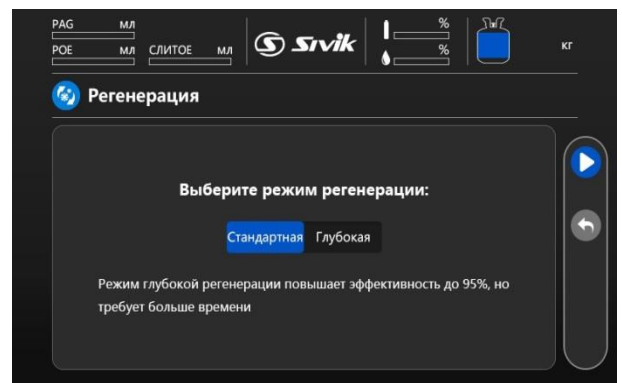 PAG мл
POE мл СЛИТОЕ мл
Sıvik
%
%
кг
Регенерация
Выберите режим регенерации:
Стандартная Глубокая
Режим глубокой регенерации повышает эффективность до 95%, но
требует больше времени